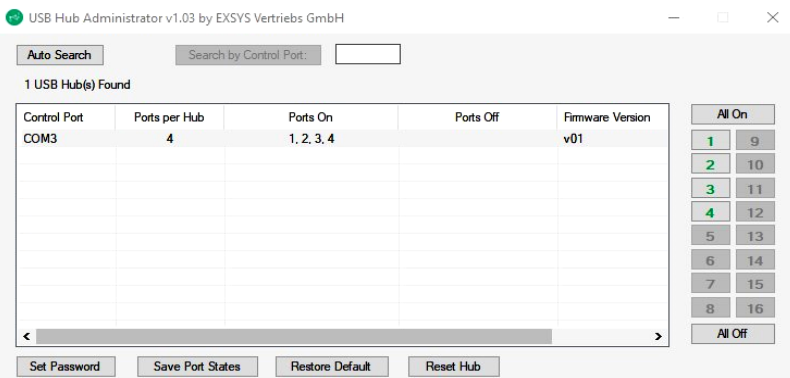 USB Hub Administrator v1.03 by EXSYS Vertriebs GmbH
Auto Search Search by Control Port:
1 USB Hub(s) Found
Control Port Ports per Hub Ports On Ports Off Firmware Version
COM3 4 1, 2, 3, 4 v01
All On
1 9
2 10
3 11
4 12
5 13
6 14
7 15
8 16
All Off
Set Password Save Port States Restore Default Reset Hub